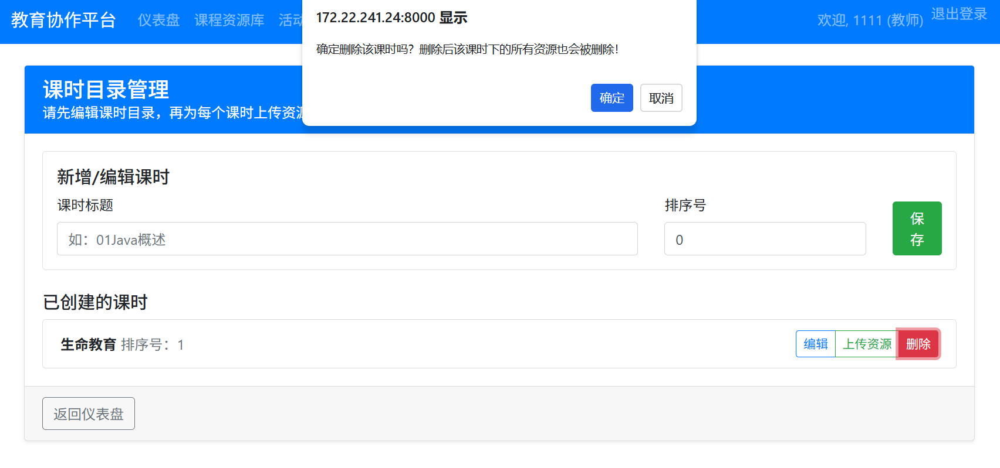 教育协作平台 仪表盘 课程资源库 活动 欢迎, 1111 (教师) 退出登录
172.22.241.24:8000 显示
确定删除该课时吗？删除后该课时下的所有资源也会被删除！
确定 取消
课时目录管理
请先编辑课时目录，再为每个课时上传资源
新增/编辑课时
课时标题 排序号
如：01Java概述 0 保存
已创建的课时
生命教育 排序号：1 编辑 上传资源 删除
返回仪表盘